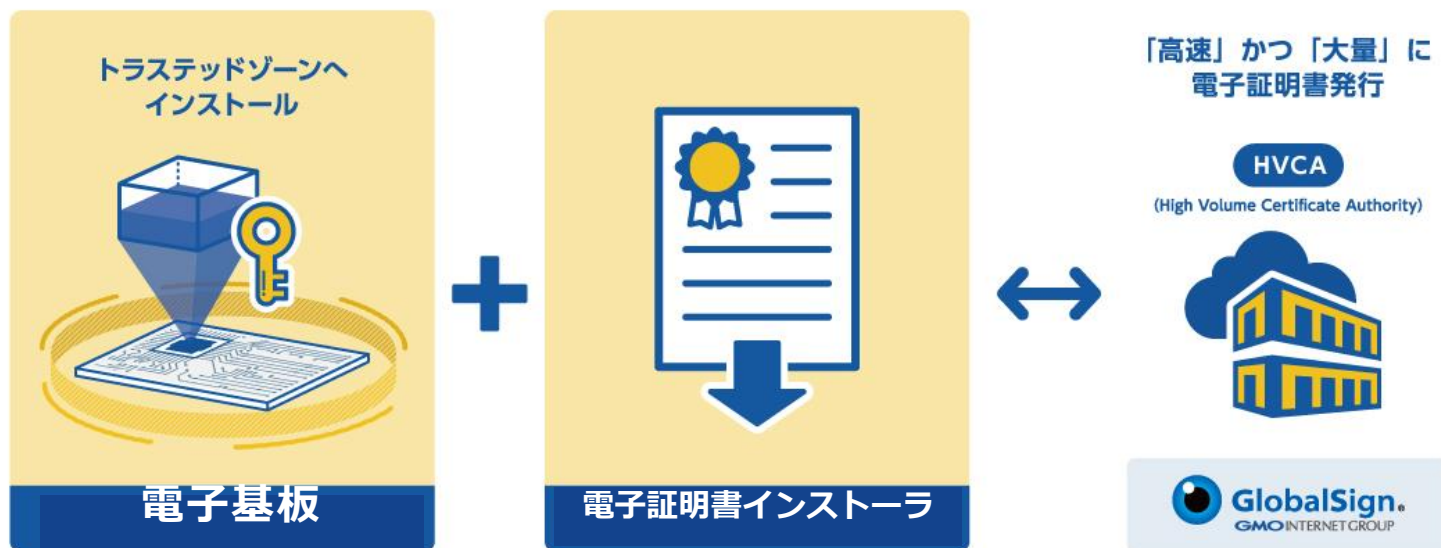 トラステッドゾーンへ
インストール
電子基板
電子証明書インストーラ
「高速」かつ「大量」に
電子証明書発行
HVCA
(High Volume Certificate Authority)
GlobalSign.
GMO INTERNET GROUP